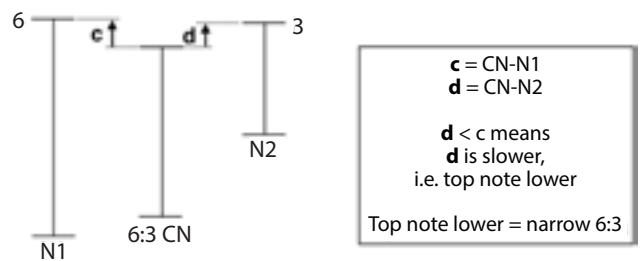 6
c
d
3
N1
6:3 CN
N2
c = CN-N1
d = CN-N2
d < c means
d is slower,
i.e. top note lower
Top note lower = narrow 6:3